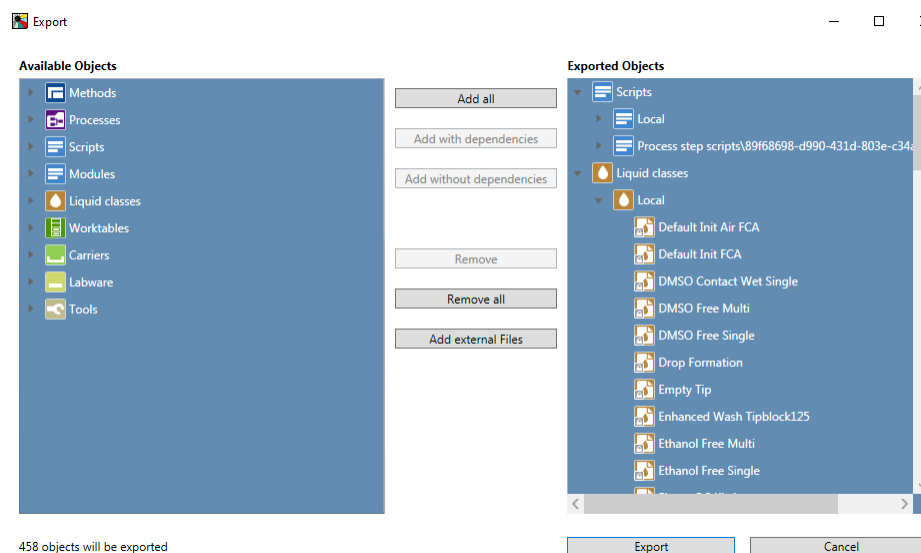 Export
Available Objects
Methods
Processes
Scripts
Modules
Liquid classes
Worktables
Carriers
Labware
Tools
Add all
Add with dependencies
Add without dependencies
Remove
Remove all
Add external Files
Exported Objects
Scripts
Local
Process step scripts\89f68698-d990-431d-803e-c34a
Liquid classes
Local
Default Init Air FCA
Default Init FCA
DMSO Contact Wet Single
DMSO Free Multi
DMSO Free Single
Drop Formation
Empty Tip
Enhanced Wash Tipblock125
Ethanol Free Multi
Ethanol Free Single
458 objects will be exported
Export
Cancel